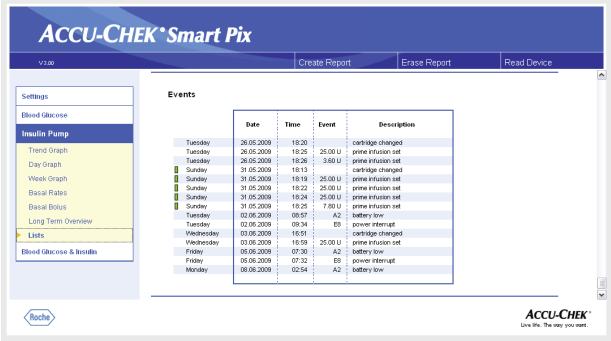 ACCU-CHEK® Smart Pix
V 3.00
Create Report Erase Report Read Device
Settings
Blood Glucose
Insulin Pump
Trend Graph
Day Graph
Week Graph
Basal Rates
Basal Bolus
Long Term Overview
Lists
Blood Glucose & Insulin
Events
Date Time Event Description
Tuesday 26.05.2009 18:20 cartridge changed
Tuesday 26.05.2009 18:25 25.00 U prime infusion set
Tuesday 26.05.2009 18:26 3.60 U prime infusion set
Sunday 31.05.2009 18:13 cartridge changed
Sunday 31.05.2009 18:19 25.00 U prime infusion set
Sunday 31.05.2009 18:22 25.00 U prime infusion set
Sunday 31.05.2009 18:24 25.00 U prime infusion set
Sunday 31.05.2009 18:25 7.80 U prime infusion set
Tuesday 02.06.2009 08:57 A2 battery low
Tuesday 02.06.2009 09:34 E8 power interrupt
Wednesday 03.06.2009 16:51 cartridge changed
Wednesday 03.06.2009 16:59 25.00 U prime infusion set
Friday 05.06.2009 07:30 A2 battery low
Friday 05.06.2009 07:32 E8 power interrupt
Monday 08.06.2009 02:54 A2 battery low
Roche
ACCU-CHEK®
Live life. The way you want.